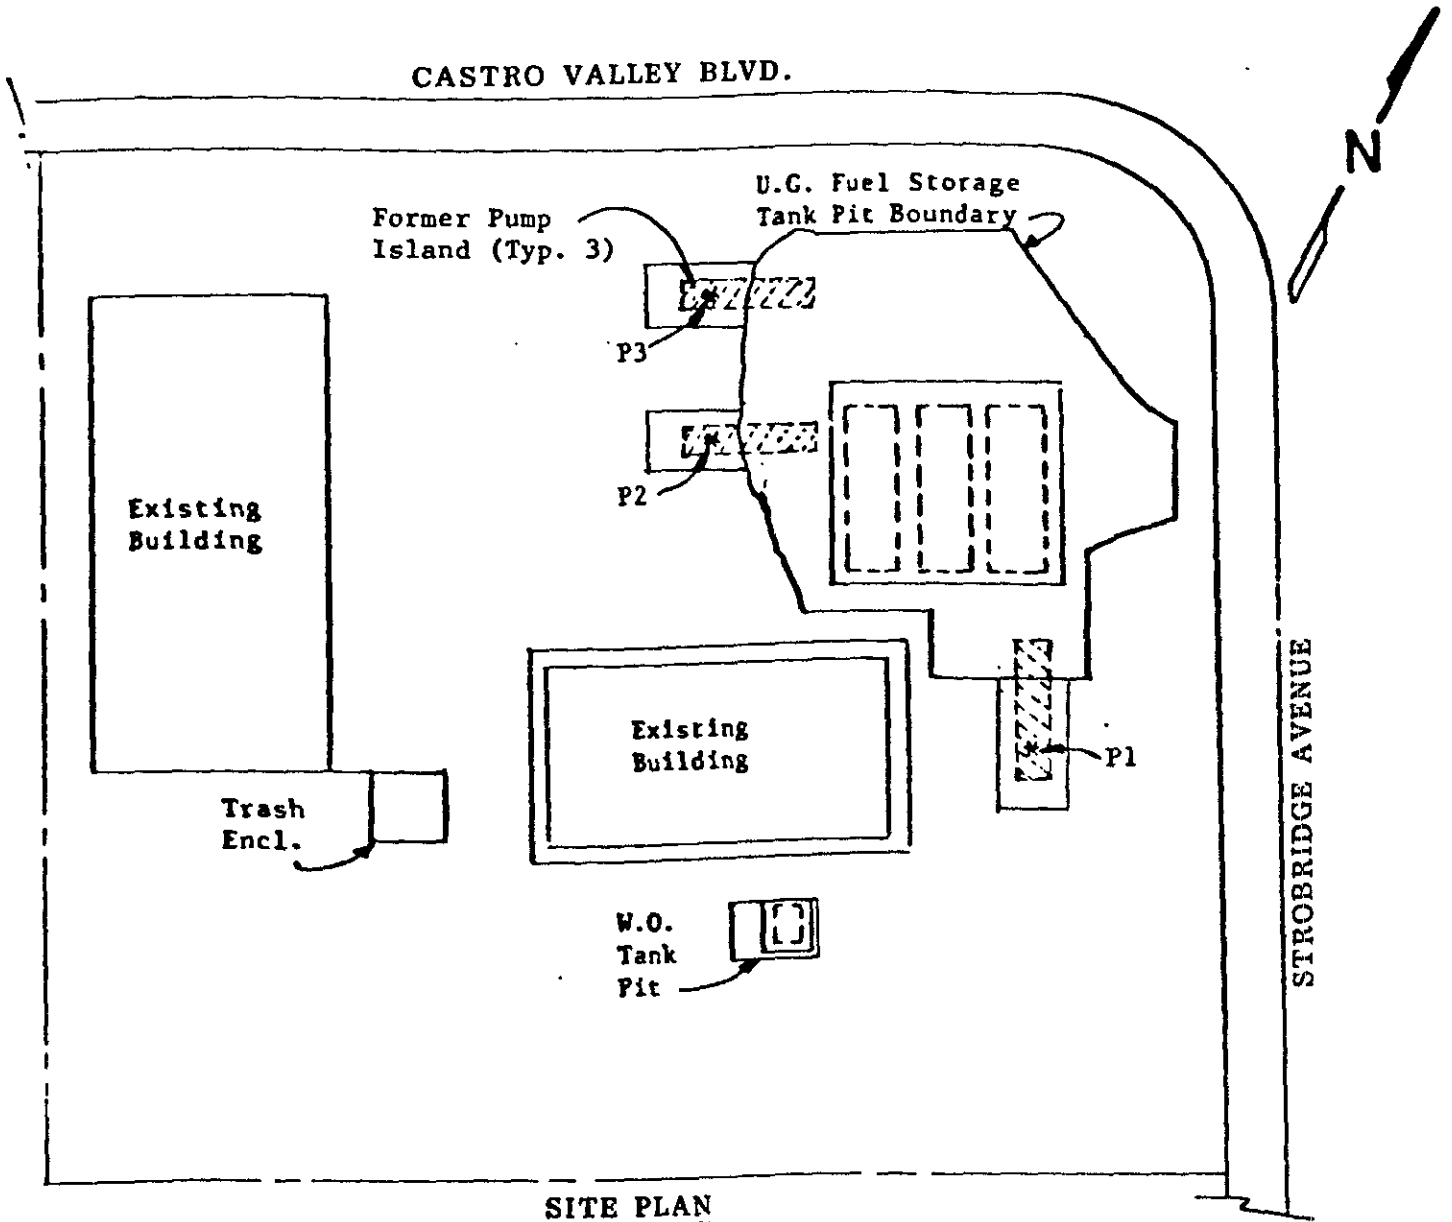 CASTRO VALLEY BLVD.
N
U.G. Fuel Storage
Tank Pit Boundary
Former Pump
Island (Typ. 3)
P3
P2
Existing
Building
Existing
Building
P1
Trash
Encl.
W.O.
Tank
Pit
STROBRIDGE AVENUE
SITE PLAN